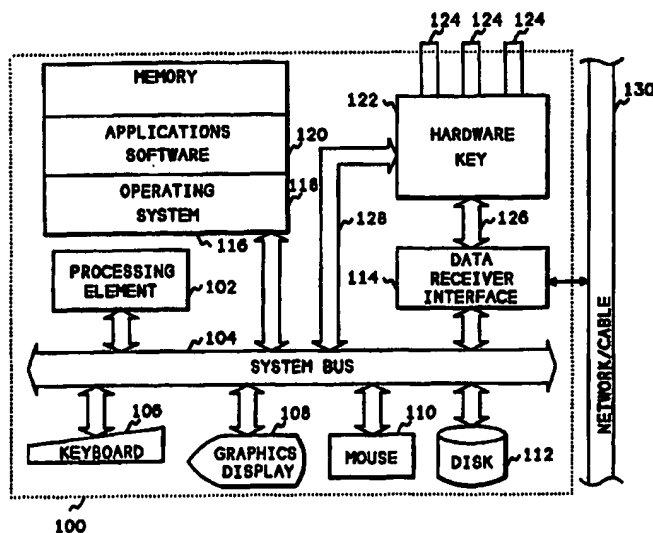 124 124 124
MEMORY
122
130
APPLICATIONS
SOFTWARE
120
HARDWARE
KEY
OPERATING
SYSTEM
118
116
128
126
PROCESSING
ELEMENT
102
114
DATA
RECEIVER
INTERFACE
104
SYSTEM BUS
NETWORK/CABLE
106
KEYBOARD
108
GRAPHICS
DISPLAY
110
MOUSE
DISK
112
100